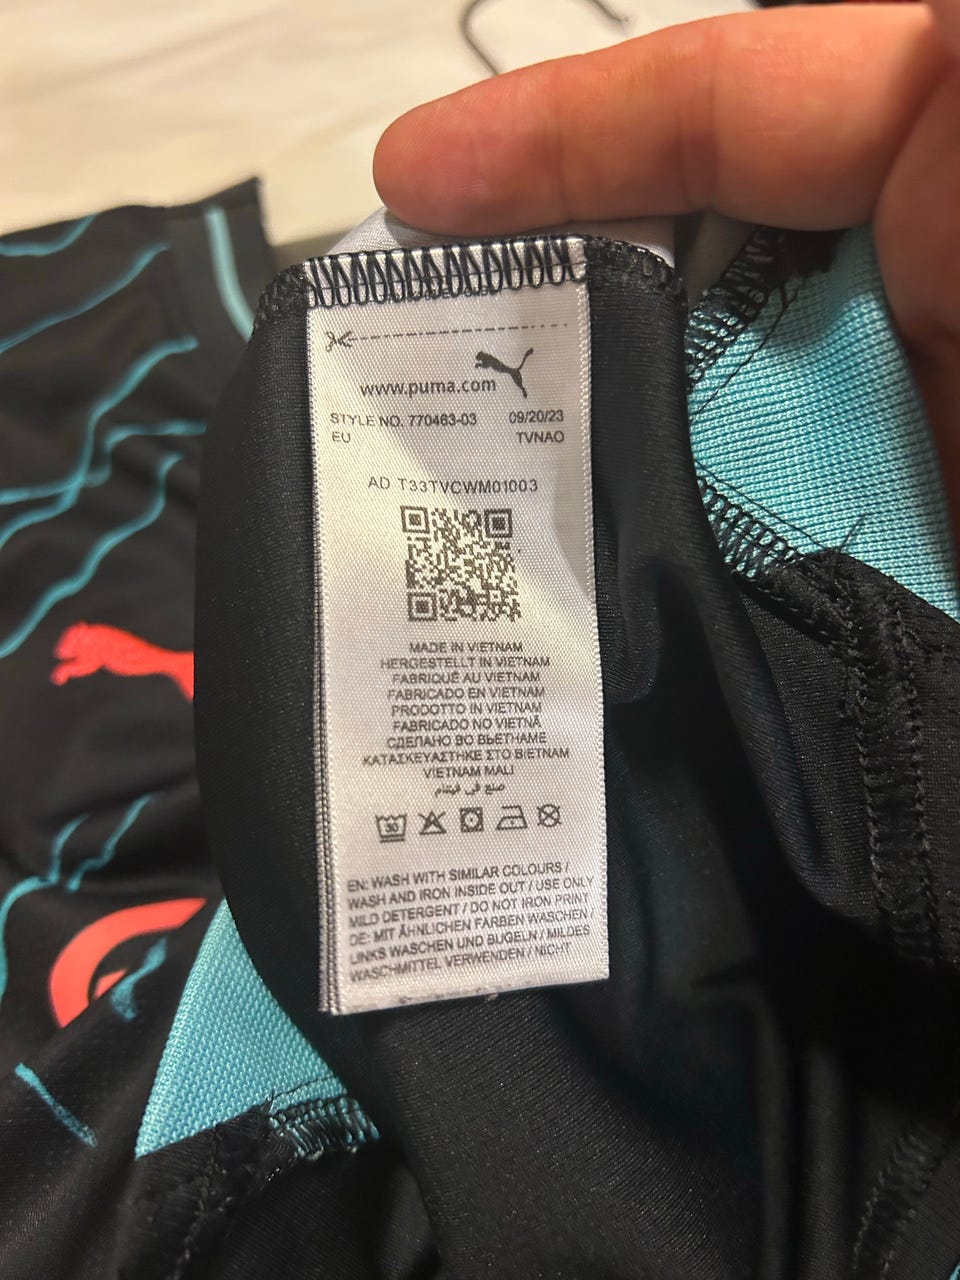 www.puma.com
STYLE NO. 770463-03 09/20/23
EU TVNAO
AD T33TVCWM01003
MADE IN VIETNAM
HERGESTELLT IN VIETNAM
FABRIQUÉ AU VIETNAM
FABRICADO EN VIETNAM
PRODOTTO IN VIETNAM
FABRICADO NO VIETNÃ
СДЕЛАНО ВО ВЬЕТНАМЕ
ΚΑΤΑΣΚΕΥΑΣΤΗΚΕ ΣΤΟ ΒΙΕΤΝΑΜ
VIETNAM MALI
صنع في فيتنام
30
EN: WASH WITH SIMILAR COLOURS /
WASH AND IRON INSIDE OUT / USE ONLY
MILD DETERGENT / DO NOT IRON PRINT
DE: MIT ÄHNLICHEN FARBEN WASCHEN /
LINKS WASCHEN UND BÜGELN / MILDES
WASCHMITTEL VERWENDEN / NICHT